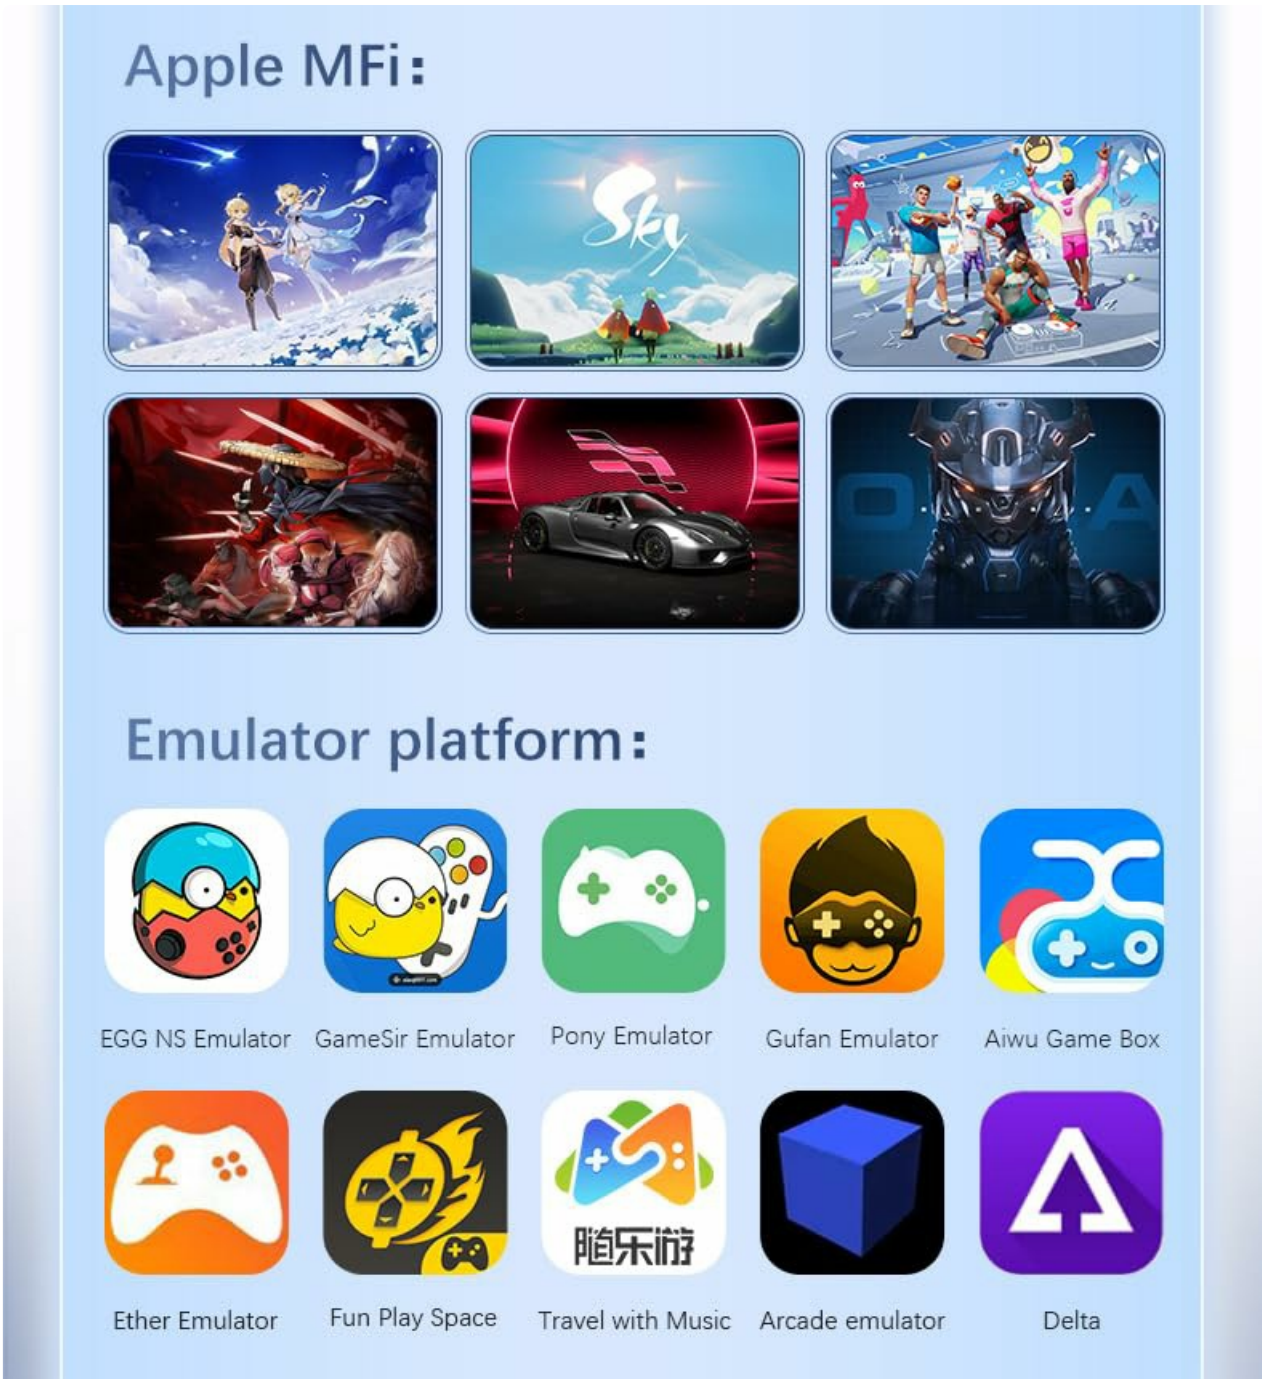 Apple MFi:
Sky
O. .A
Emulator platform:
EGG NS Emulator
GameSir Emulator
Pony Emulator
Gufan Emulator
Aiwu Game Box
随乐游
Ether Emulator
Fun Play Space
Travel with Music
Arcade emulator
Delta